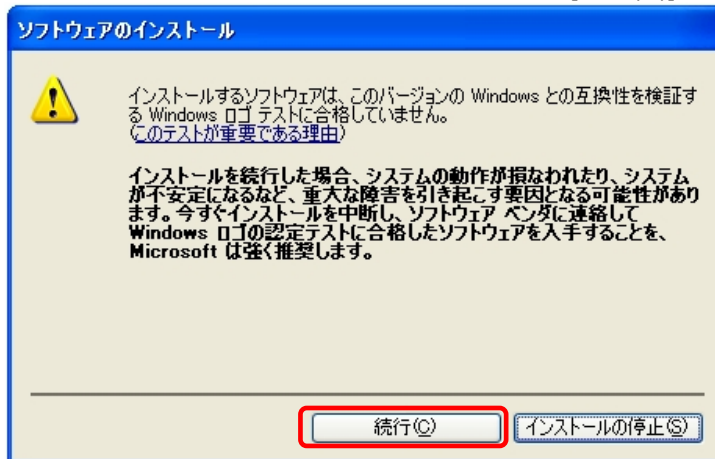 ソフトウェアのインストール
インストールするソフトウェアは、このバージョンの Windows との互換性を検証す
る Windows ロゴ テストに合格していません。
(このテストが重要である理由)
インストールを続行した場合、システムの動作が損なわれたり、システム
が不安定になるなど、重大な障害を引き起こす要因となる可能性があり
ます。今すぐインストールを中断し、ソフトウェア ベンダに連絡して
Windows ロゴの認定テストに合格したソフトウェアを入手することを、
Microsoft は強く推奨します。
続行(C)
インストールの停止(S)